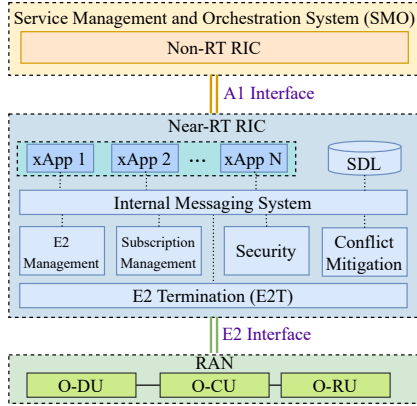 Service Management and Orchestration System (SMO)
Non-RT RIC
A1 Interface
Near-RT RIC
xApp 1
xApp 2
...
xApp N
SDL
Internal Messaging System
E2
Management
Subscription
Management
Security
Conflict
Mitigation
E2 Termination (E2T)
E2 Interface
RAN
O-DU
O-CU
O-RU